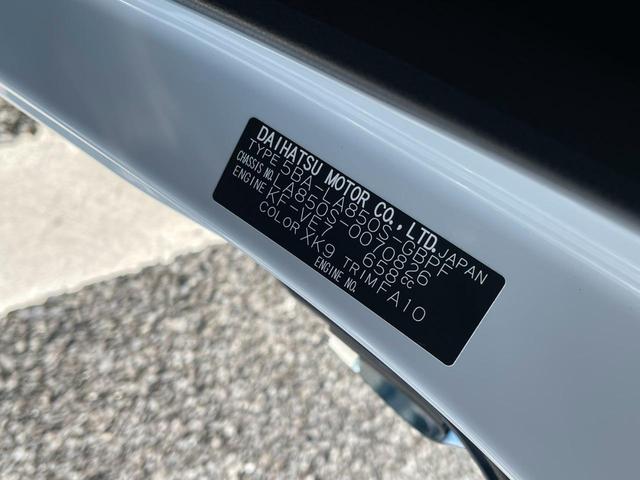 DAIHATSU MOTOR CO., LTD. JAPAN
TYPE 5BA-LA850S-GBPF
CHASSIS NO. LA850S-0070826
ENGINE KF-VE7 658cc
COLOR XK9 TRIM FA10
ENGINE NO.